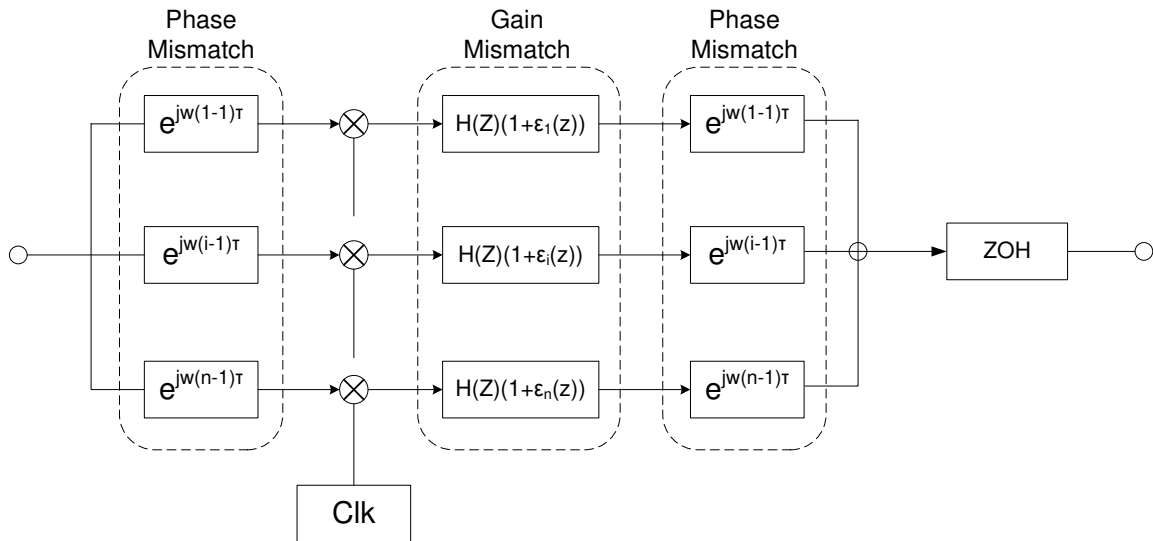 Phase Mismatch
Gain Mismatch
Phase Mismatch
e^{jw(1-1)τ}
H(Z)(1+ε₁(z))
e^{jw(1-1)τ}
e^{jw(i-1)τ}
H(Z)(1+εᵢ(z))
e^{jw(i-1)τ}
ZOH
e^{jw(n-1)τ}
H(Z)(1+εₙ(z))
e^{jw(n-1)τ}
Clk